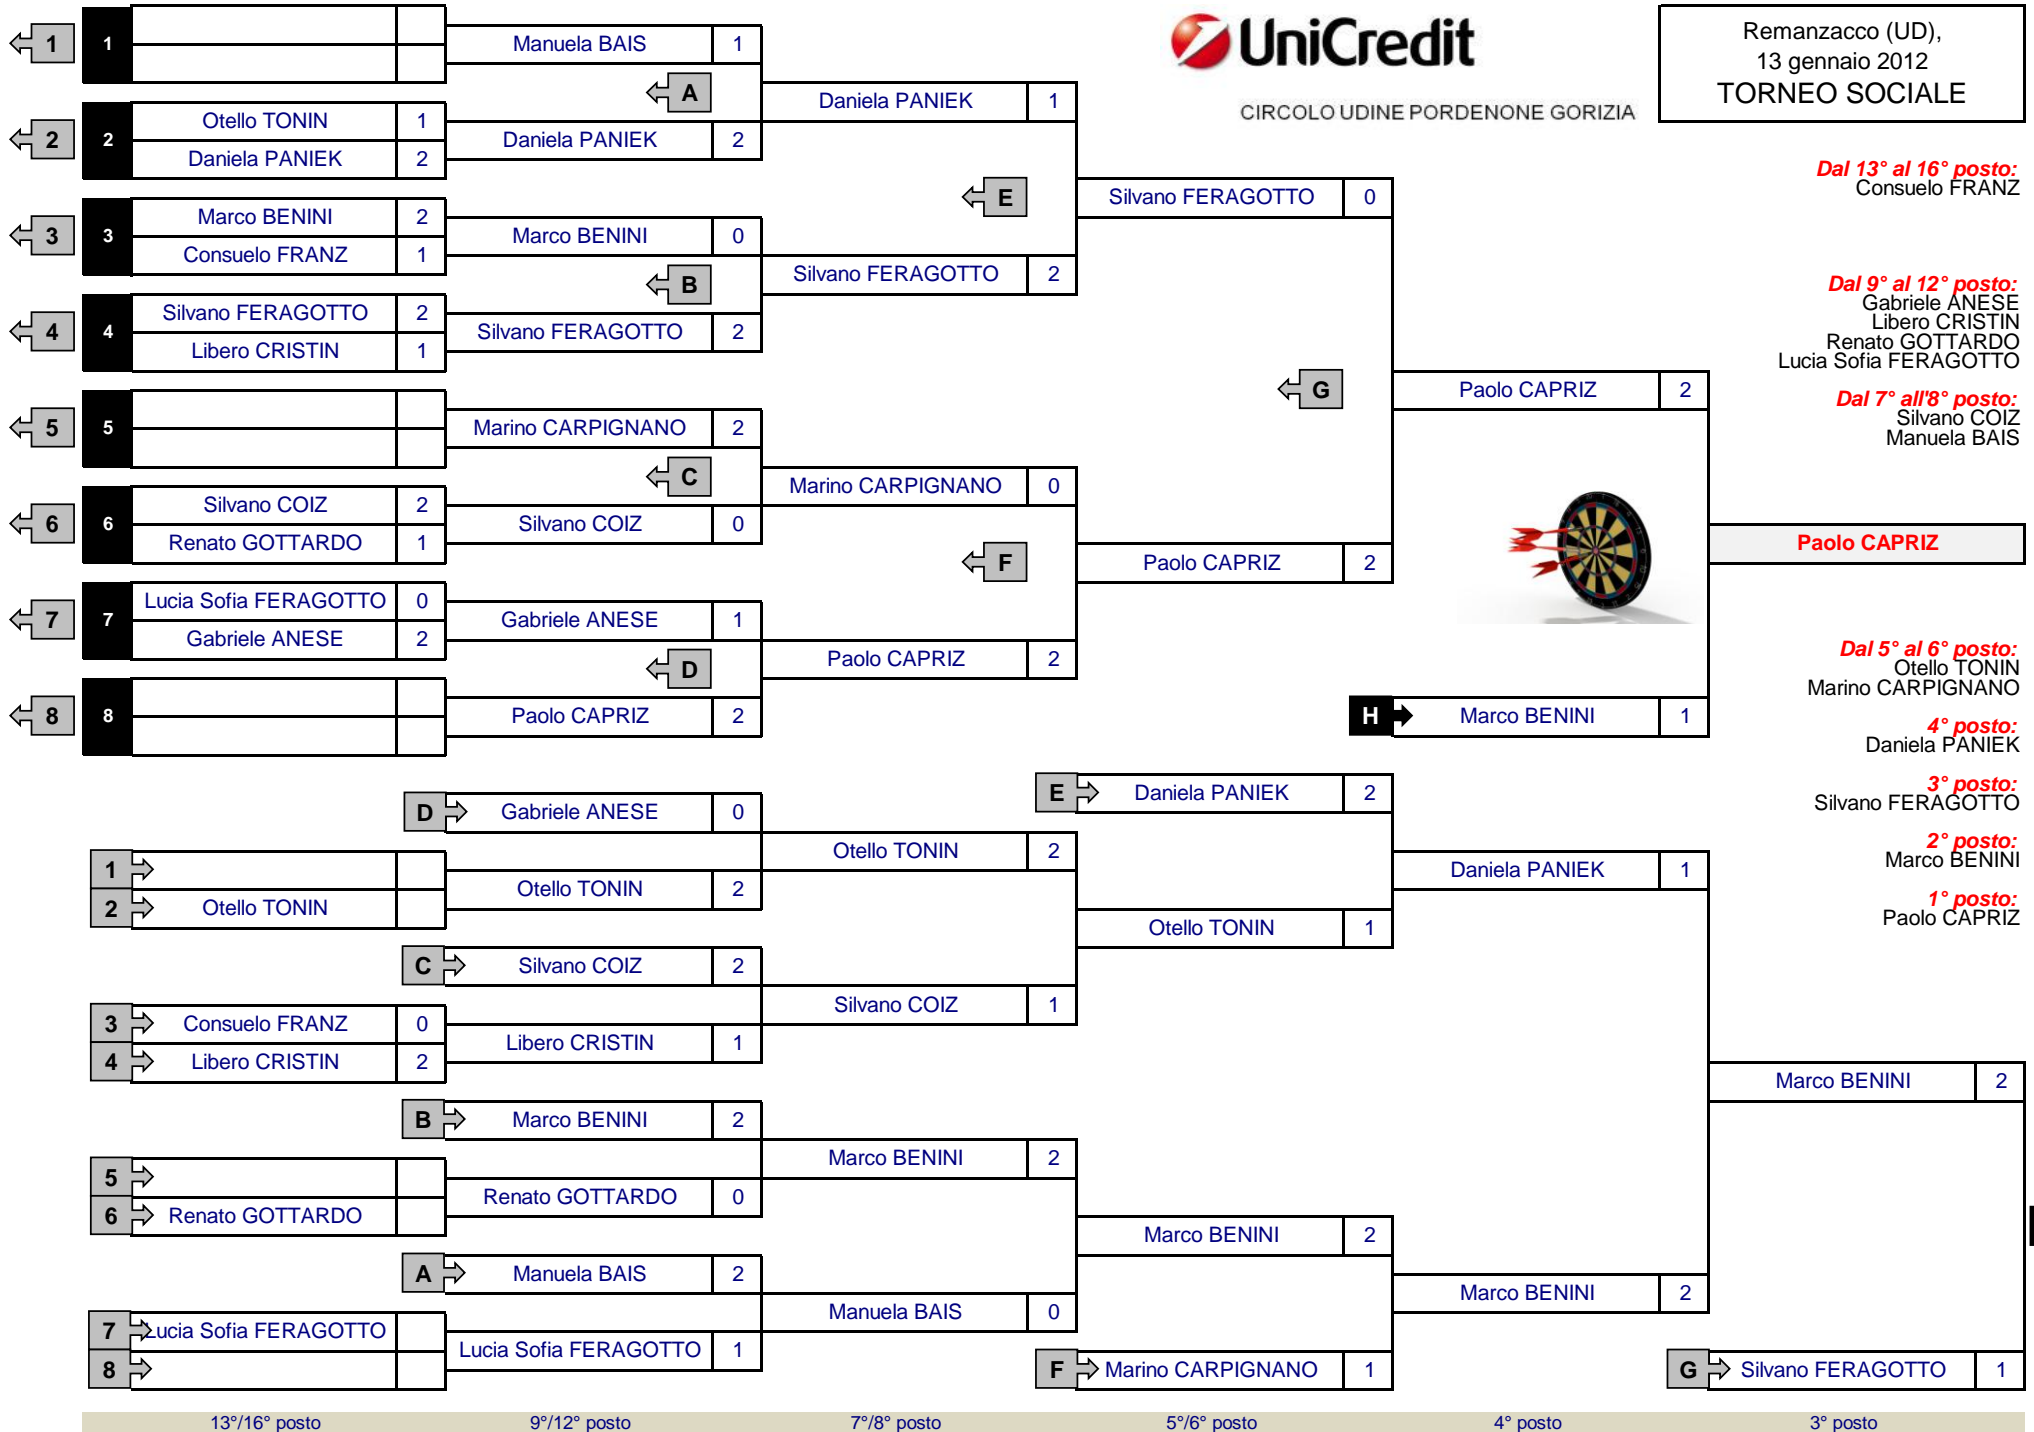 UniCredit
CIRCOLO UDINE PORDENONE GORIZIA
Remanzacco (UD),
13 gennaio 2012
TORNEO SOCIALE
1 1
Manuela BAIS 1
A
Daniela PANIEK 1
2 2
Otello TONIN 1
Daniela PANIEK 2
Daniela PANIEK 2
E
Silvano FERAGOTTO 0
3 3
Marco BENINI 2
Consuelo FRANZ 1
Marco BENINI 0
B
Silvano FERAGOTTO 2
4 4
Silvano FERAGOTTO 2
Libero CRISTIN 1
Silvano FERAGOTTO 2
G
Paolo CAPRIZ 2
5 5
Marino CARPIGNANO 2
C
Marino CARPIGNANO 0
6 6
Silvano COIZ 2
Renato GOTTARDO 1
Silvano COIZ 0
F
Paolo CAPRIZ 2
Paolo CAPRIZ
7 7
Lucia Sofia FERAGOTTO 0
Gabriele ANESE 2
Gabriele ANESE 1
D
Paolo CAPRIZ 2
8 8
Paolo CAPRIZ 2
H
Marco BENINI 1
Dal 13° al 16° posto:
Consuelo FRANZ
Dal 9° al 12° posto:
Gabriele ANESE
Libero CRISTIN
Renato GOTTARDO
Lucia Sofia FERAGOTTO
Dal 7° all'8° posto:
Silvano COIZ
Manuela BAIS
Dal 5° al 6° posto:
Otello TONIN
Marino CARPIGNANO
4° posto:
Daniela PANIEK
3° posto:
Silvano FERAGOTTO
2° posto:
Marco BENINI
1° posto:
Paolo CAPRIZ
D
Gabriele ANESE 0
E
Daniela PANIEK 2
Otello TONIN 2
Daniela PANIEK 1
1
2
Otello TONIN
Otello TONIN 2
Otello TONIN 1
C
Silvano COIZ 2
Silvano COIZ 1
3
Consuelo FRANZ 0
4
Libero CRISTIN 2
Libero CRISTIN 1
Marco BENINI 2
B
Marco BENINI 2
Marco BENINI 2
5
6
Renato GOTTARDO
Renato GOTTARDO 0
Marco BENINI 2
A
Manuela BAIS 2
Marco BENINI 2
Manuela BAIS 0
7
Lucia Sofia FERAGOTTO
8
Lucia Sofia FERAGOTTO 1
F
Marino CARPIGNANO 1
G
Silvano FERAGOTTO 1
13°/16° posto 9°/12° posto 7°/8° posto 5°/6° posto 4° posto 3° posto